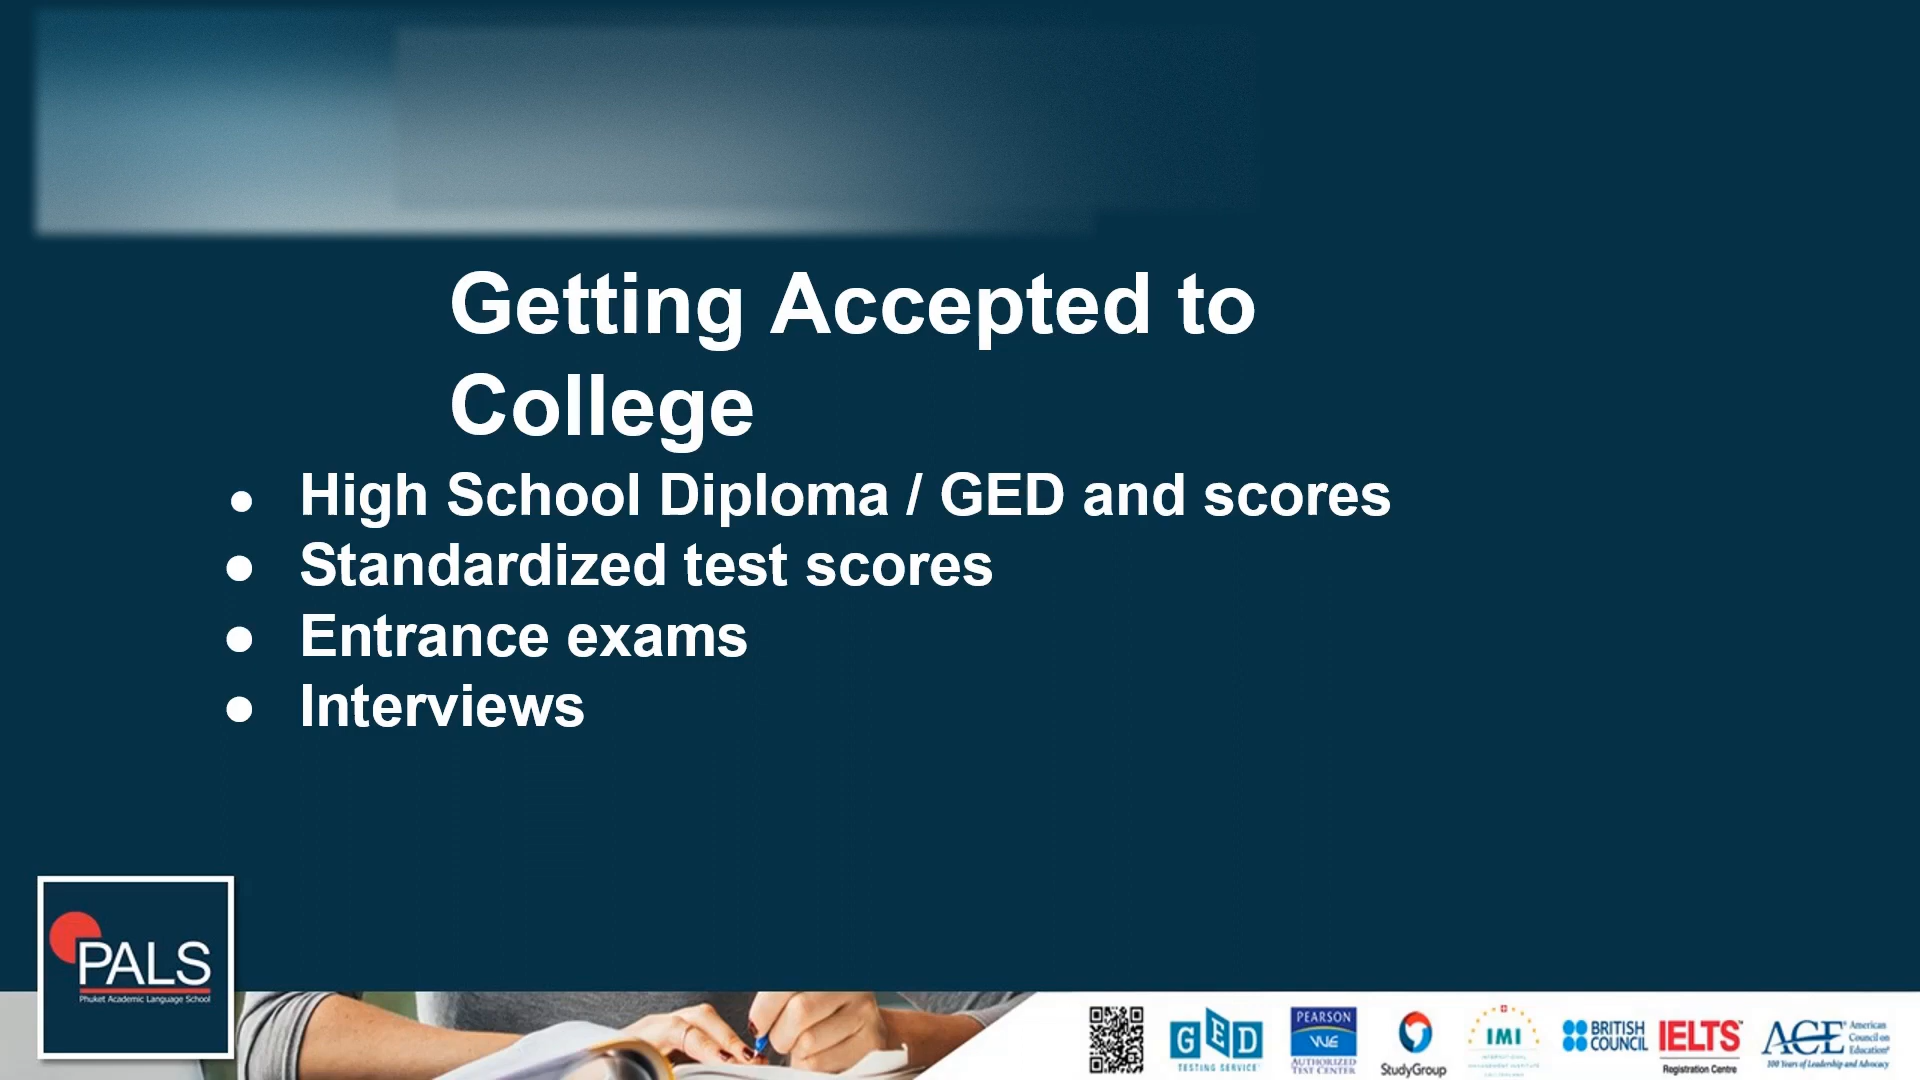 Getting Accepted to
College
● High School Diploma / GED and scores
● Standardized test scores
● Entrance exams
● Interviews
PALS
Phuket Academic Language School
GED
TESTING SERVICE
PEARSON
VUE
AUTHORIZED
TEST CENTER
StudyGroup
IMI
BRITISH
COUNCIL
IELTS™
Registration Centre
ACE®
American
Council on
Education®
100 Years of Leadership and Advocacy